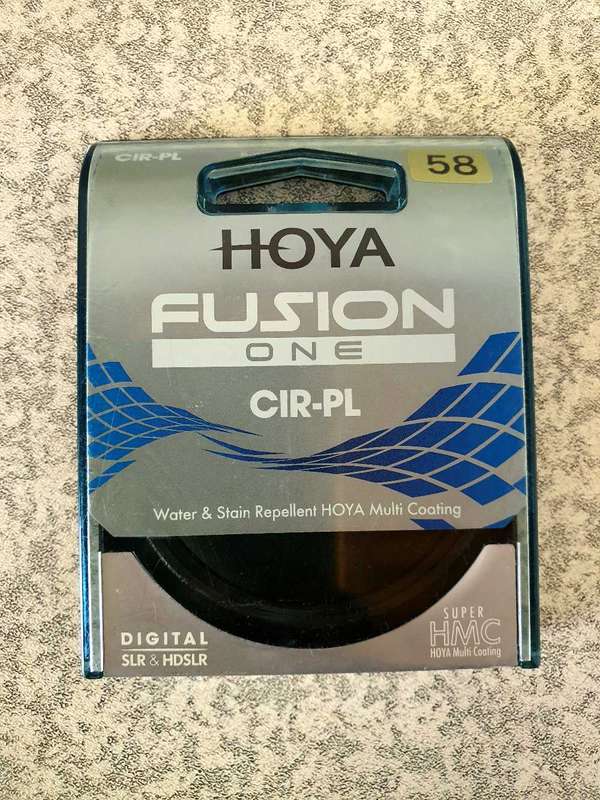 CIR-PL
58
HOYA
FUSION
ONE
CIR-PL
Water & Stain Repellent HOYA Multi Coating
DIGITAL
SLR & HDSLR
SUPER
HMC
HOYA Multi Coating